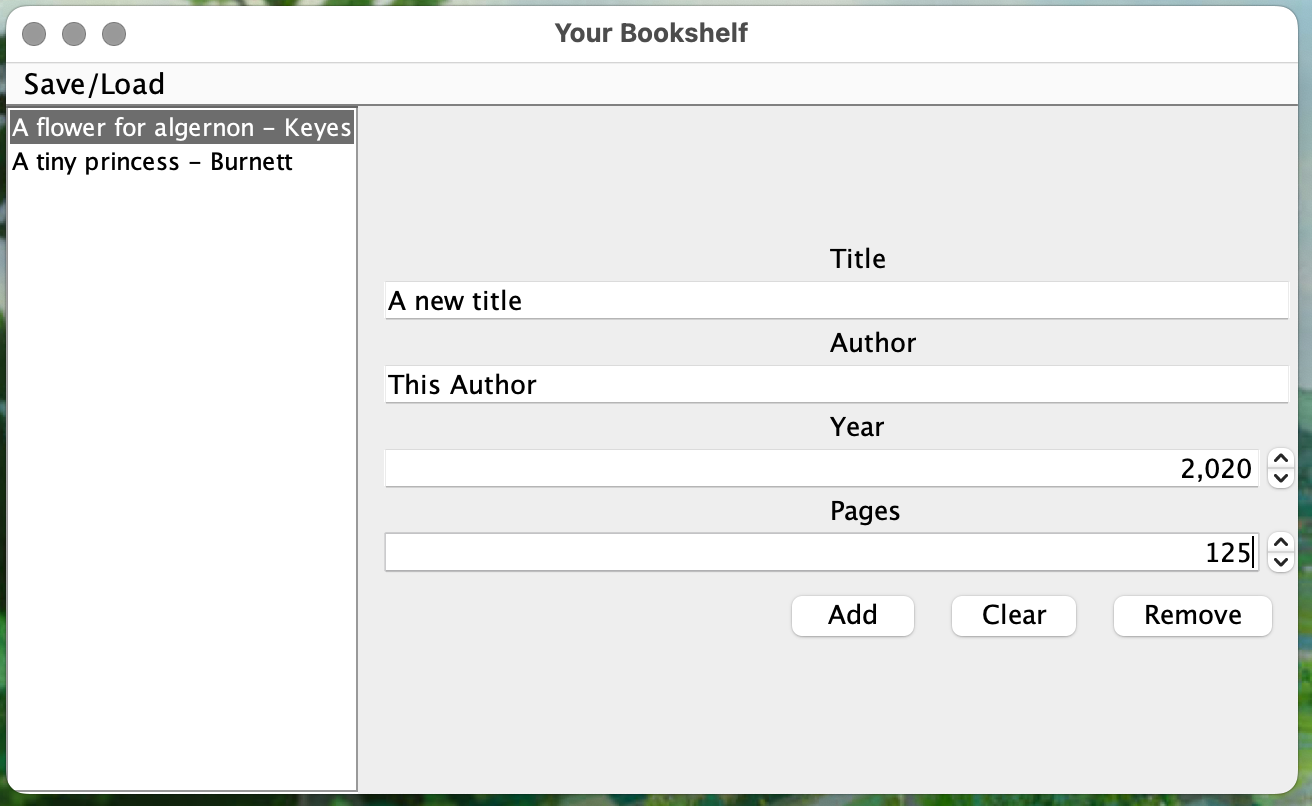 Your Bookshelf
Save/Load
A flower for algernon – Keyes
A tiny princess – Burnett
Title
A new title
Author
This Author
Year
2,020
Pages
125
Add Clear Remove